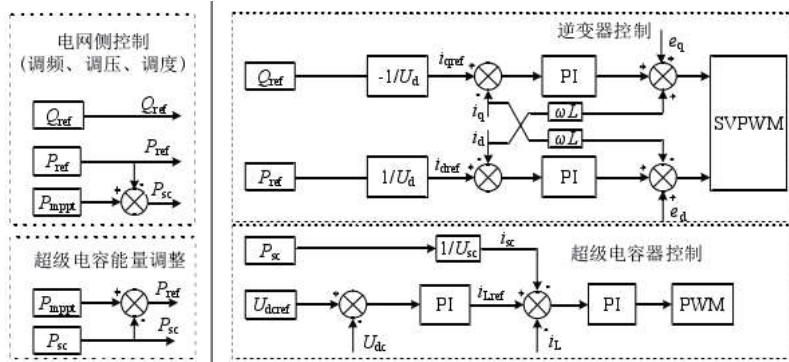 电网侧控制
(调频、调压、调度)
Qref
Qref
Pref
Pref
Pmppt
+
-
Psc
超级电容能量调整
Pmppt
+
-
Pref
Psc
Psc
逆变器控制
eq
Qref
-1/Ud
iqref
+
-
PI
+
+
+
iq
ωL
SVPWM
id
ωL
Pref
1/Ud
idref
+
-
PI
+
-
+
ed
超级电容器控制
Psc
1/Usc
isc
Udcref
+
-
PI
iLref
+
-
-
PI
PWM
Udc
iL